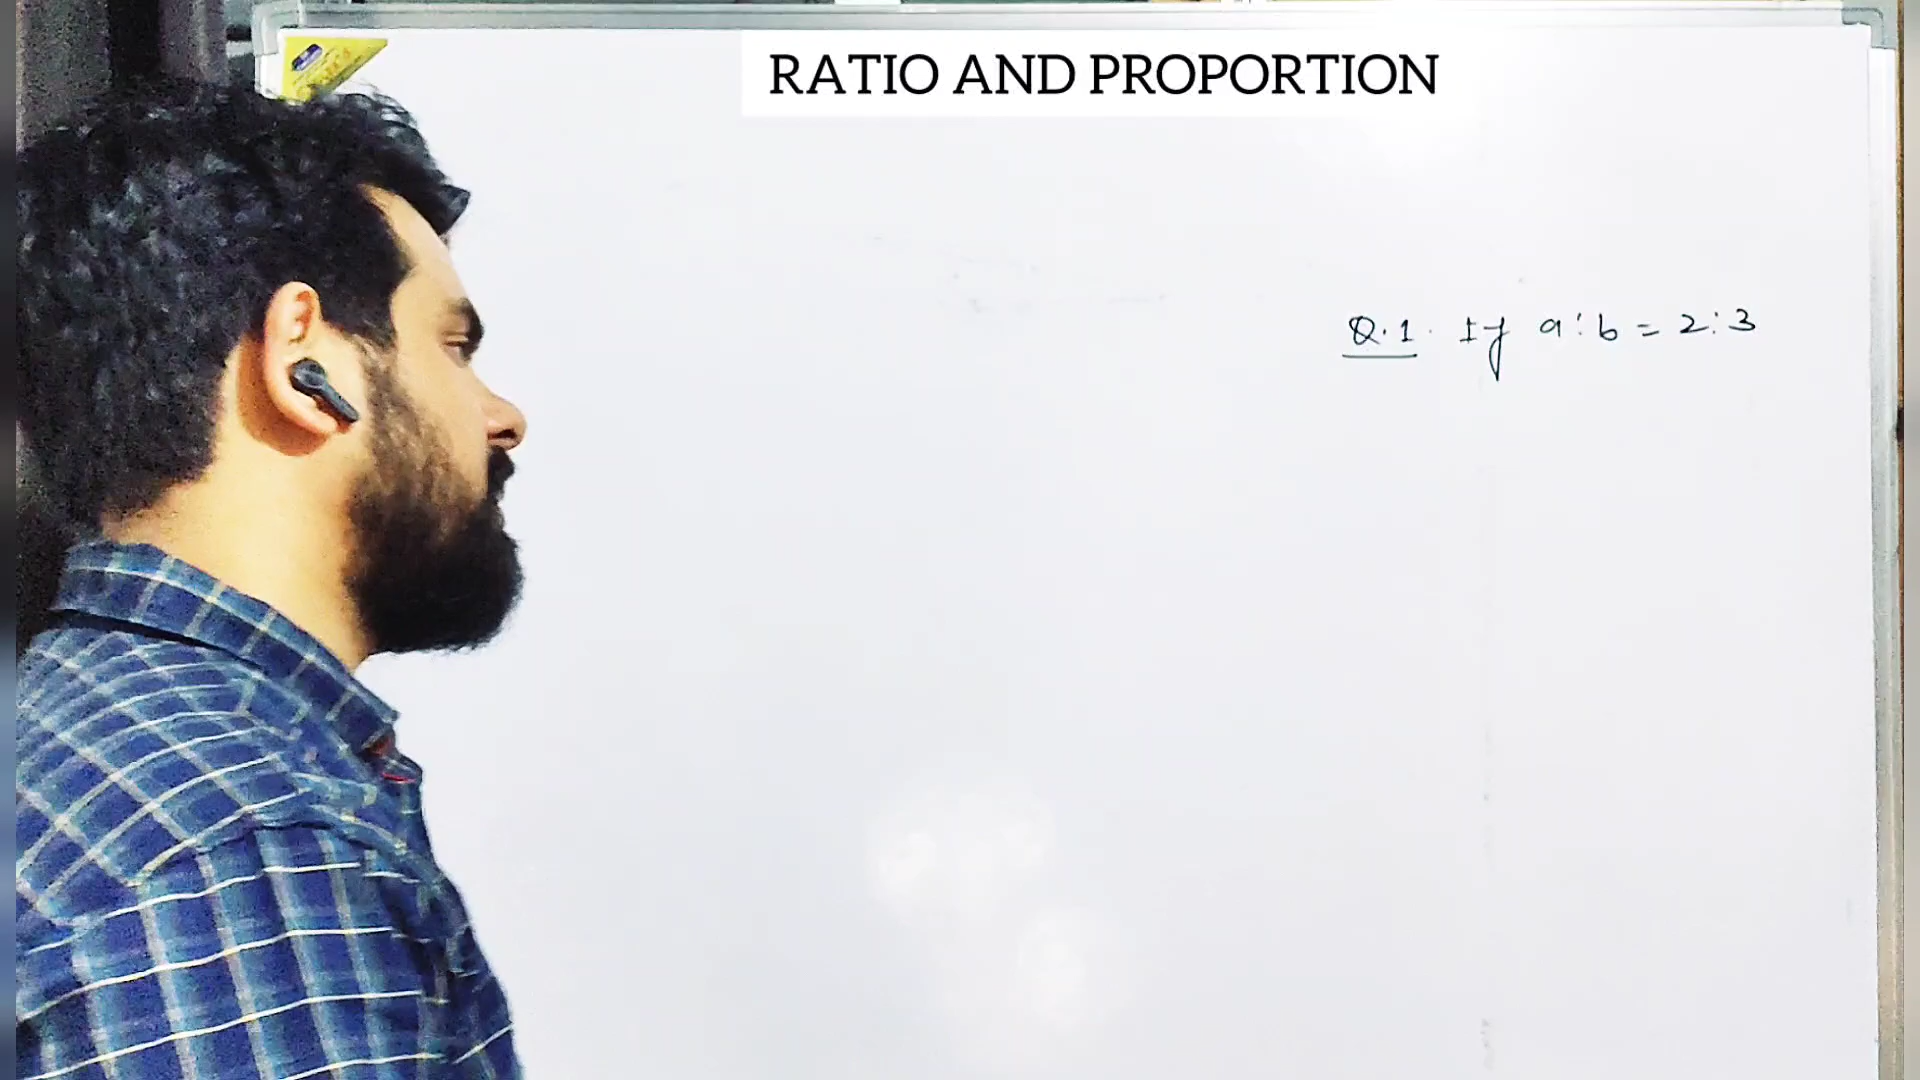 RATIO AND PROPORTION
Q.1. If a:b = 2:3